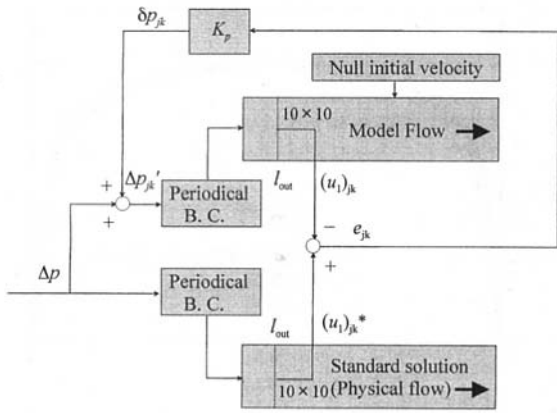 δp_jk
K_p
Null initial velocity
10×10
Model Flow
Δp_jk'
Periodical
B. C.
l_out
(u_1)_jk
+
+
−
e_jk
+
Δp
Periodical
B. C.
l_out
(u_1)_jk*
Standard solution
(Physical flow)
10×10